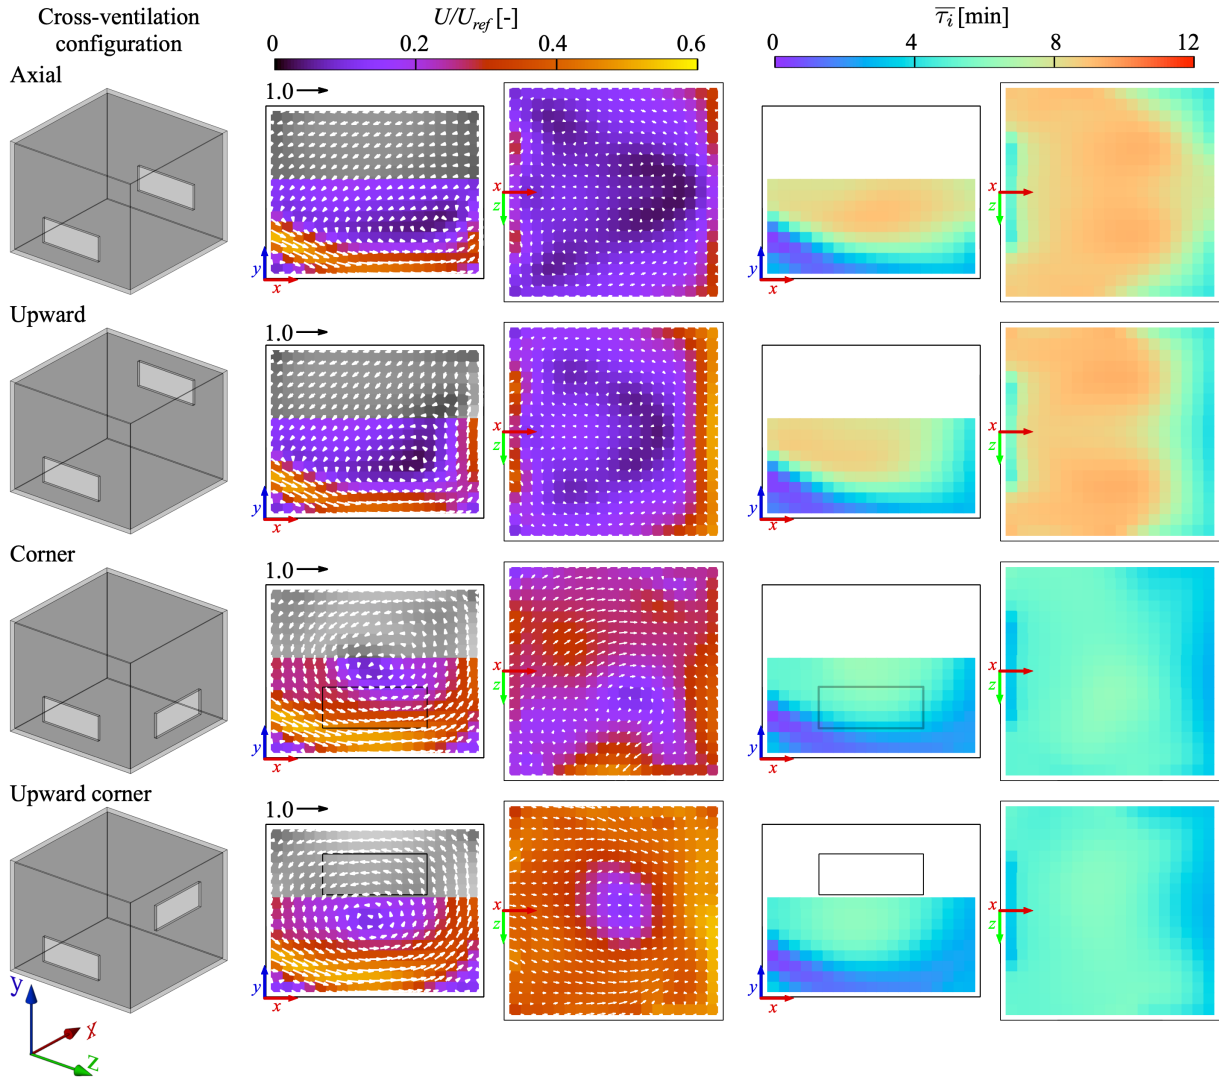 Cross-ventilation
configuration
U/U_ref [-]
τ̅_i [min]
0 0.2 0.4 0.6
0 4 8 12
Axial
1.0
y
x
x
z
y
x
x
z
Upward
1.0
y
x
x
z
y
x
x
z
Corner
1.0
y
x
x
z
y
x
x
z
Upward corner
1.0
y
x
x
z
y
x
x
z
y
x
z